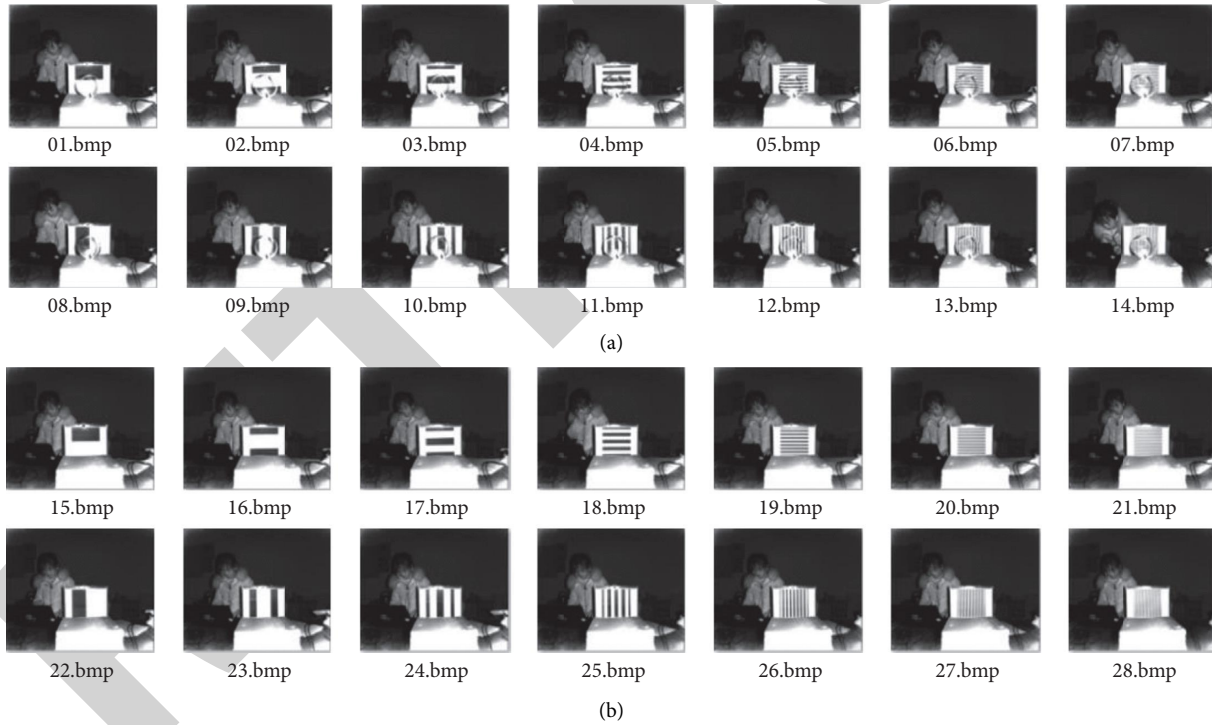 01.bmp 02.bmp 03.bmp 04.bmp 05.bmp 06.bmp 07.bmp
08.bmp 09.bmp 10.bmp 11.bmp 12.bmp 13.bmp 14.bmp
(a)
15.bmp 16.bmp 17.bmp 18.bmp 19.bmp 20.bmp 21.bmp
22.bmp 23.bmp 24.bmp 25.bmp 26.bmp 27.bmp 28.bmp
(b)